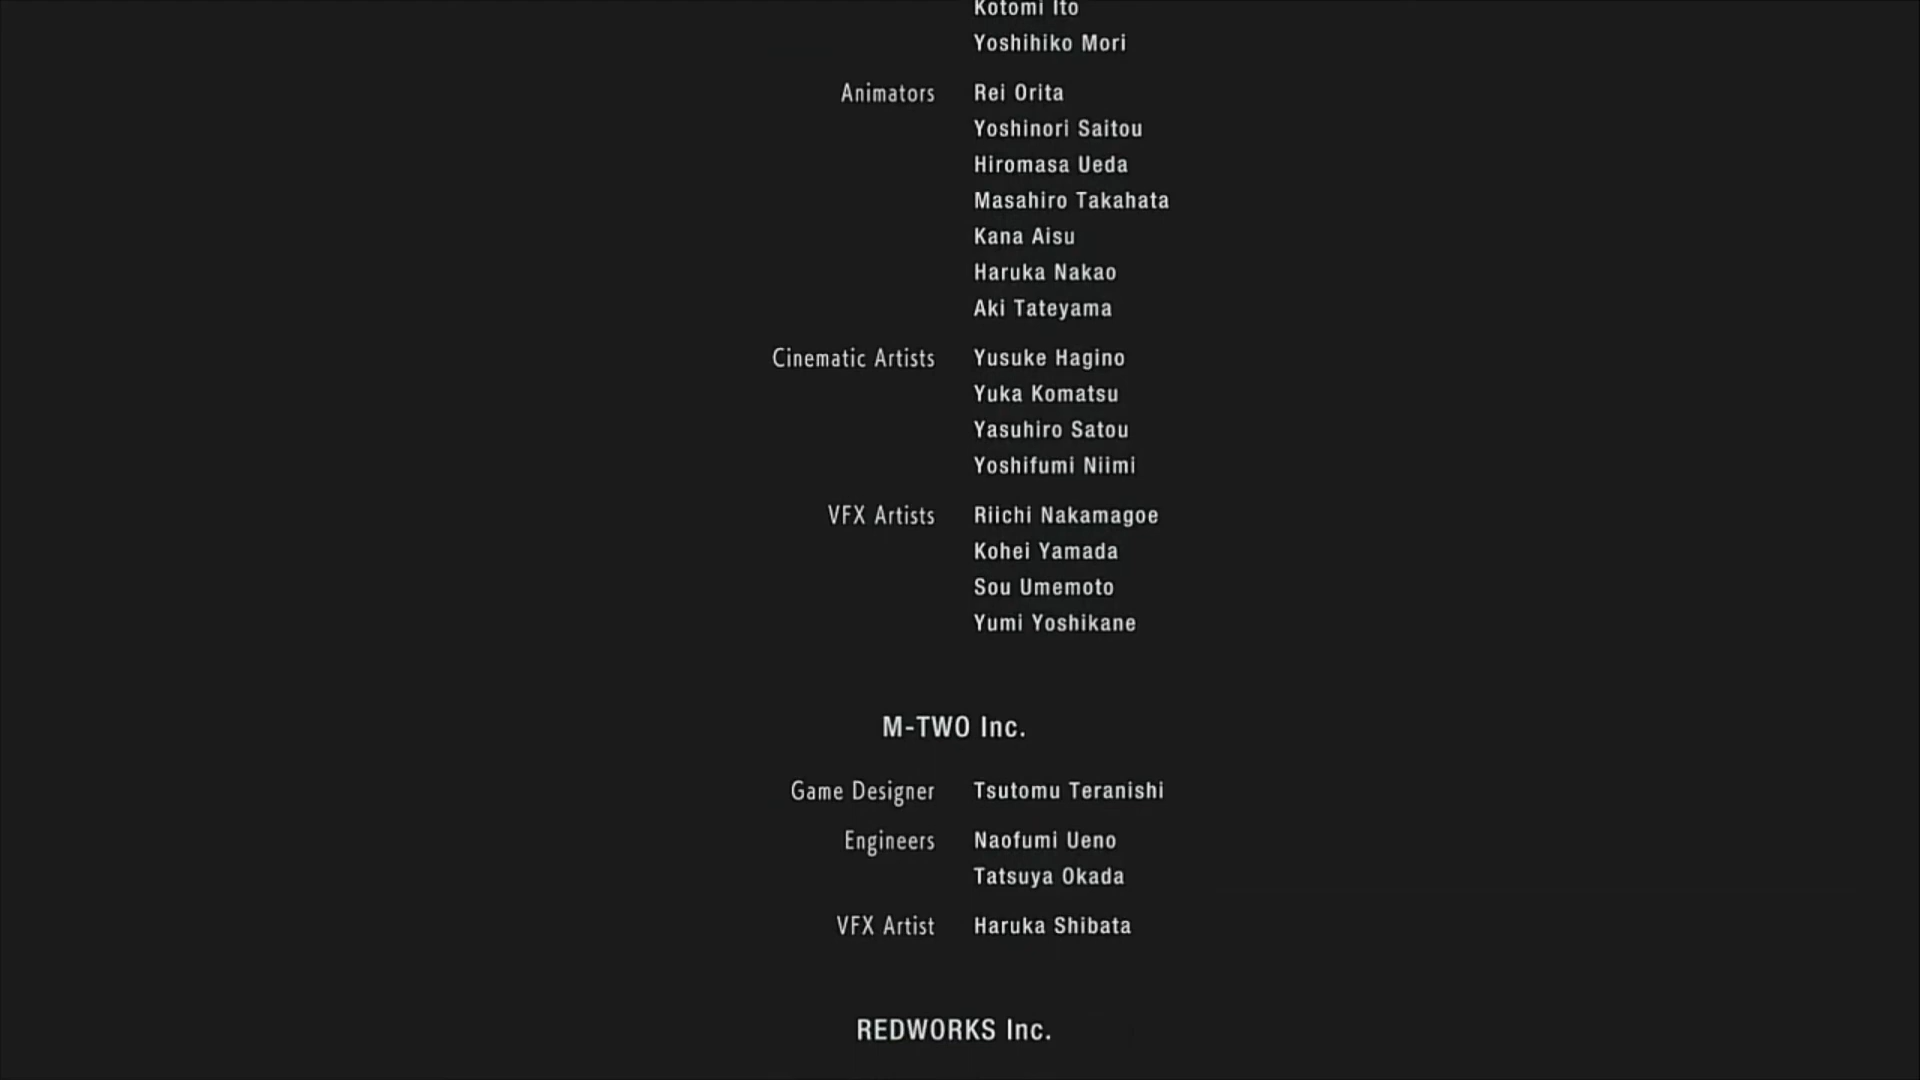 Kotomi Ito
Yoshihiko Mori
Animators Rei Orita
Yoshinori Saitou
Hiromasa Ueda
Masahiro Takahata
Kana Aisu
Haruka Nakao
Aki Tateyama
Cinematic Artists Yusuke Hagino
Yuka Komatsu
Yasuhiro Satou
Yoshifumi Niimi
VFX Artists Riichi Nakamagoe
Kohei Yamada
Sou Umemoto
Yumi Yoshikane
M-TWO Inc.
Game Designer Tsutomu Teranishi
Engineers Naofumi Ueno
Tatsuya Okada
VFX Artist Haruka Shibata
REDWORKS Inc.